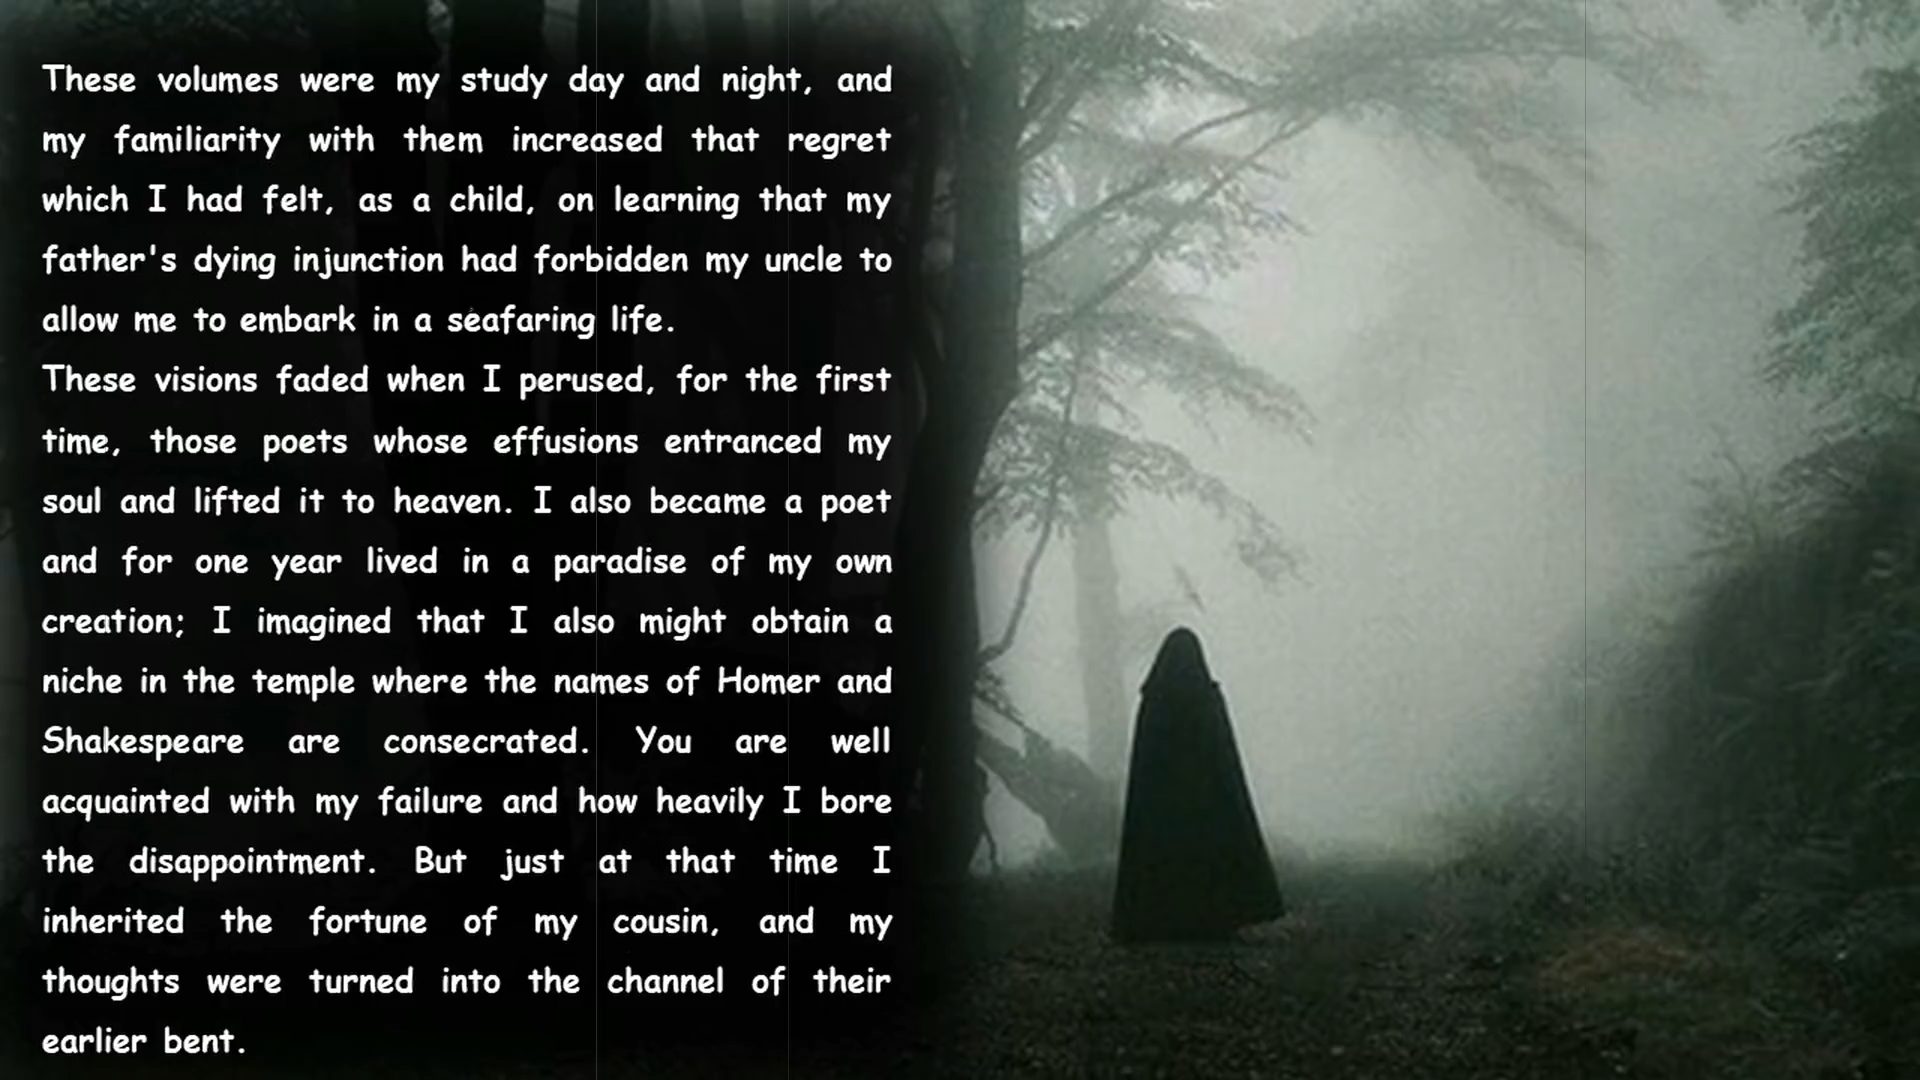 These volumes were my study day and night, and
my familiarity with them increased that regret
which I had felt, as a child, on learning that my
father's dying injunction had forbidden my uncle to
allow me to embark in a seafaring life.
These visions faded when I perused, for the first
time, those poets whose effusions entranced my
soul and lifted it to heaven. I also became a poet
and for one year lived in a paradise of my own
creation; I imagined that I also might obtain a
niche in the temple where the names of Homer and
Shakespeare are consecrated. You are well
acquainted with my failure and how heavily I bore
the disappointment. But just at that time I
inherited the fortune of my cousin, and my
thoughts were turned into the channel of their
earlier bent.